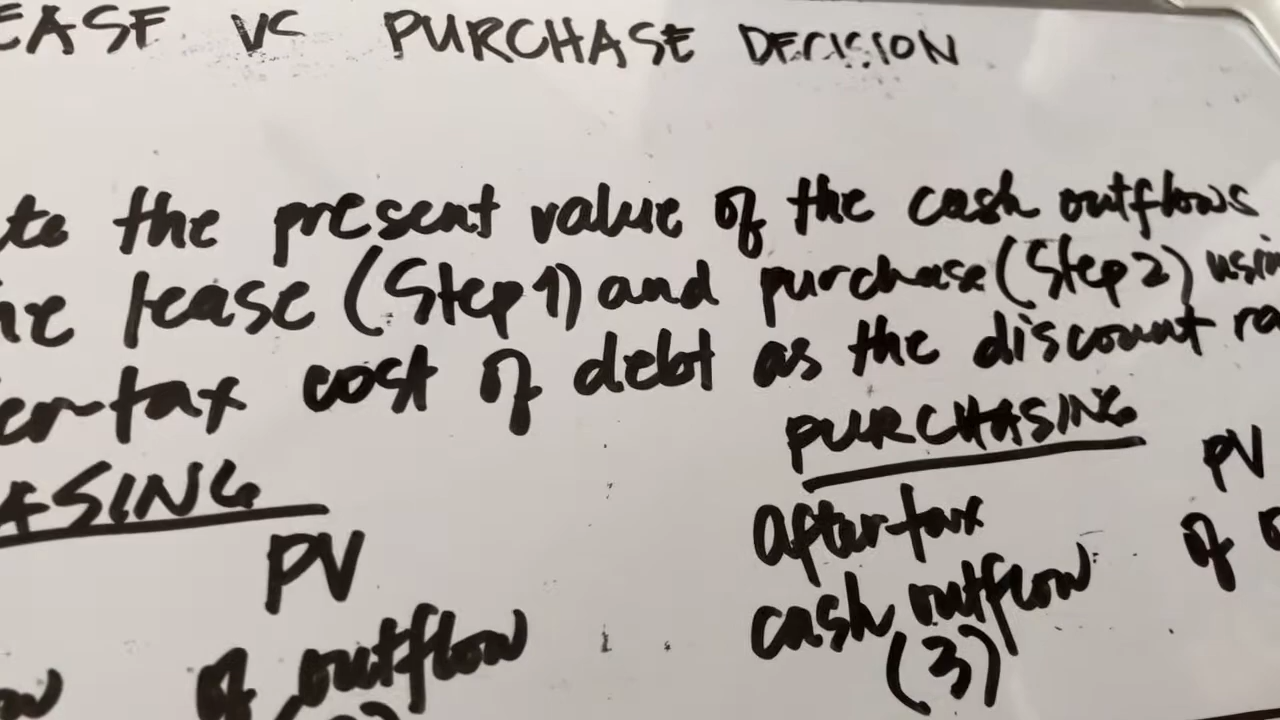 EASE VS PURCHASE DECISION
te the present value of the cash outflows
lease (Step 1) and purchase (Step 2) usin
er-tax cost of debt as the discount ra
ASING
PURCHASING
PV
of outflow
after tax
cash outflow
(3)
PV
of